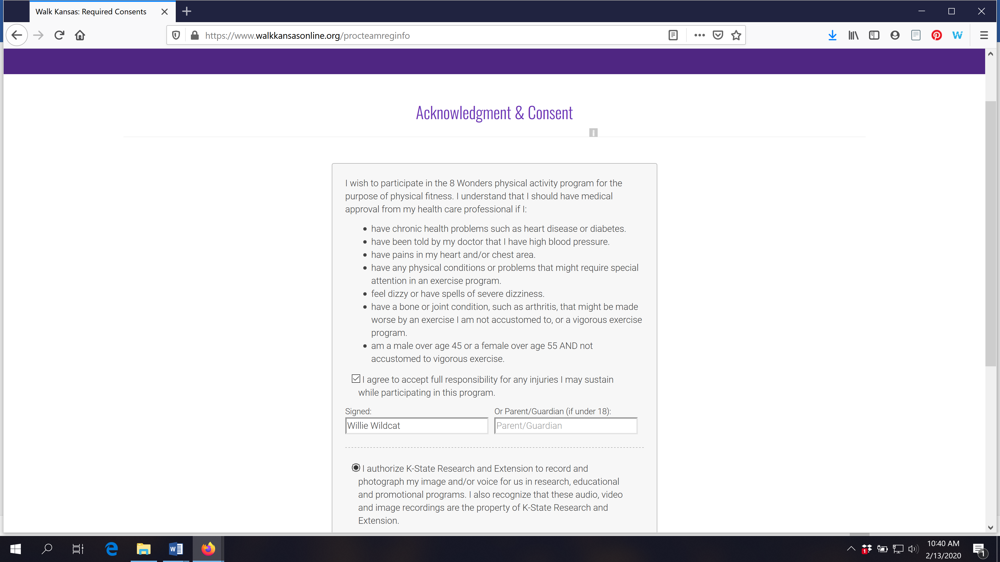 Walk Kansas: Required Consents
https://www.walkkansasonline.org/procteamreginfo
Acknowledgment & Consent
i
I wish to participate in the 8 Wonders physical activity program for the
purpose of physical fitness. I understand that I should have medical
approval from my health care professional if I:
have chronic health problems such as heart disease or diabetes.
have been told by my doctor that I have high blood pressure.
have pains in my heart and/or chest area.
have any physical conditions or problems that might require special
attention in an exercise program.
feel dizzy or have spells of severe dizziness.
have a bone or joint condition, such as arthritis, that might be made
worse by an exercise I am not accustomed to, or a vigorous exercise
program.
am a male over age 45 or a female over age 55 AND not
accustomed to vigorous exercise.
I agree to accept full responsibility for any injuries I may sustain
while participating in this program.
Signed: Or Parent/Guardian (if under 18):
Willie Wildcat Parent/Guardian
I authorize K-State Research and Extension to record and
photograph my image and/or voice for us in research, educational
and promotional programs. I also recognize that these audio, video
and image recordings are the property of K-State Research and
Extension.
10:40 AM
2/13/2020
1
1